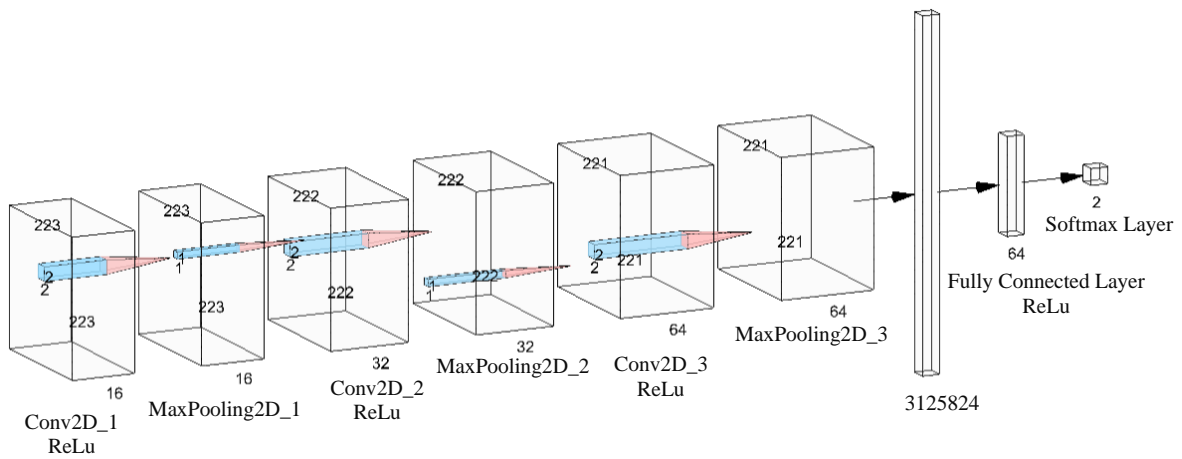 223
223
16
2
2
Conv2D_1
ReLu
223
223
16
1
1
MaxPooling2D_1
222
222
32
2
2
Conv2D_2
ReLu
222
222
32
1
MaxPooling2D_2
221
221
64
2
2
Conv2D_3
ReLu
221
221
64
MaxPooling2D_3
3125824
64
Fully Connected Layer
ReLu
2
Softmax Layer